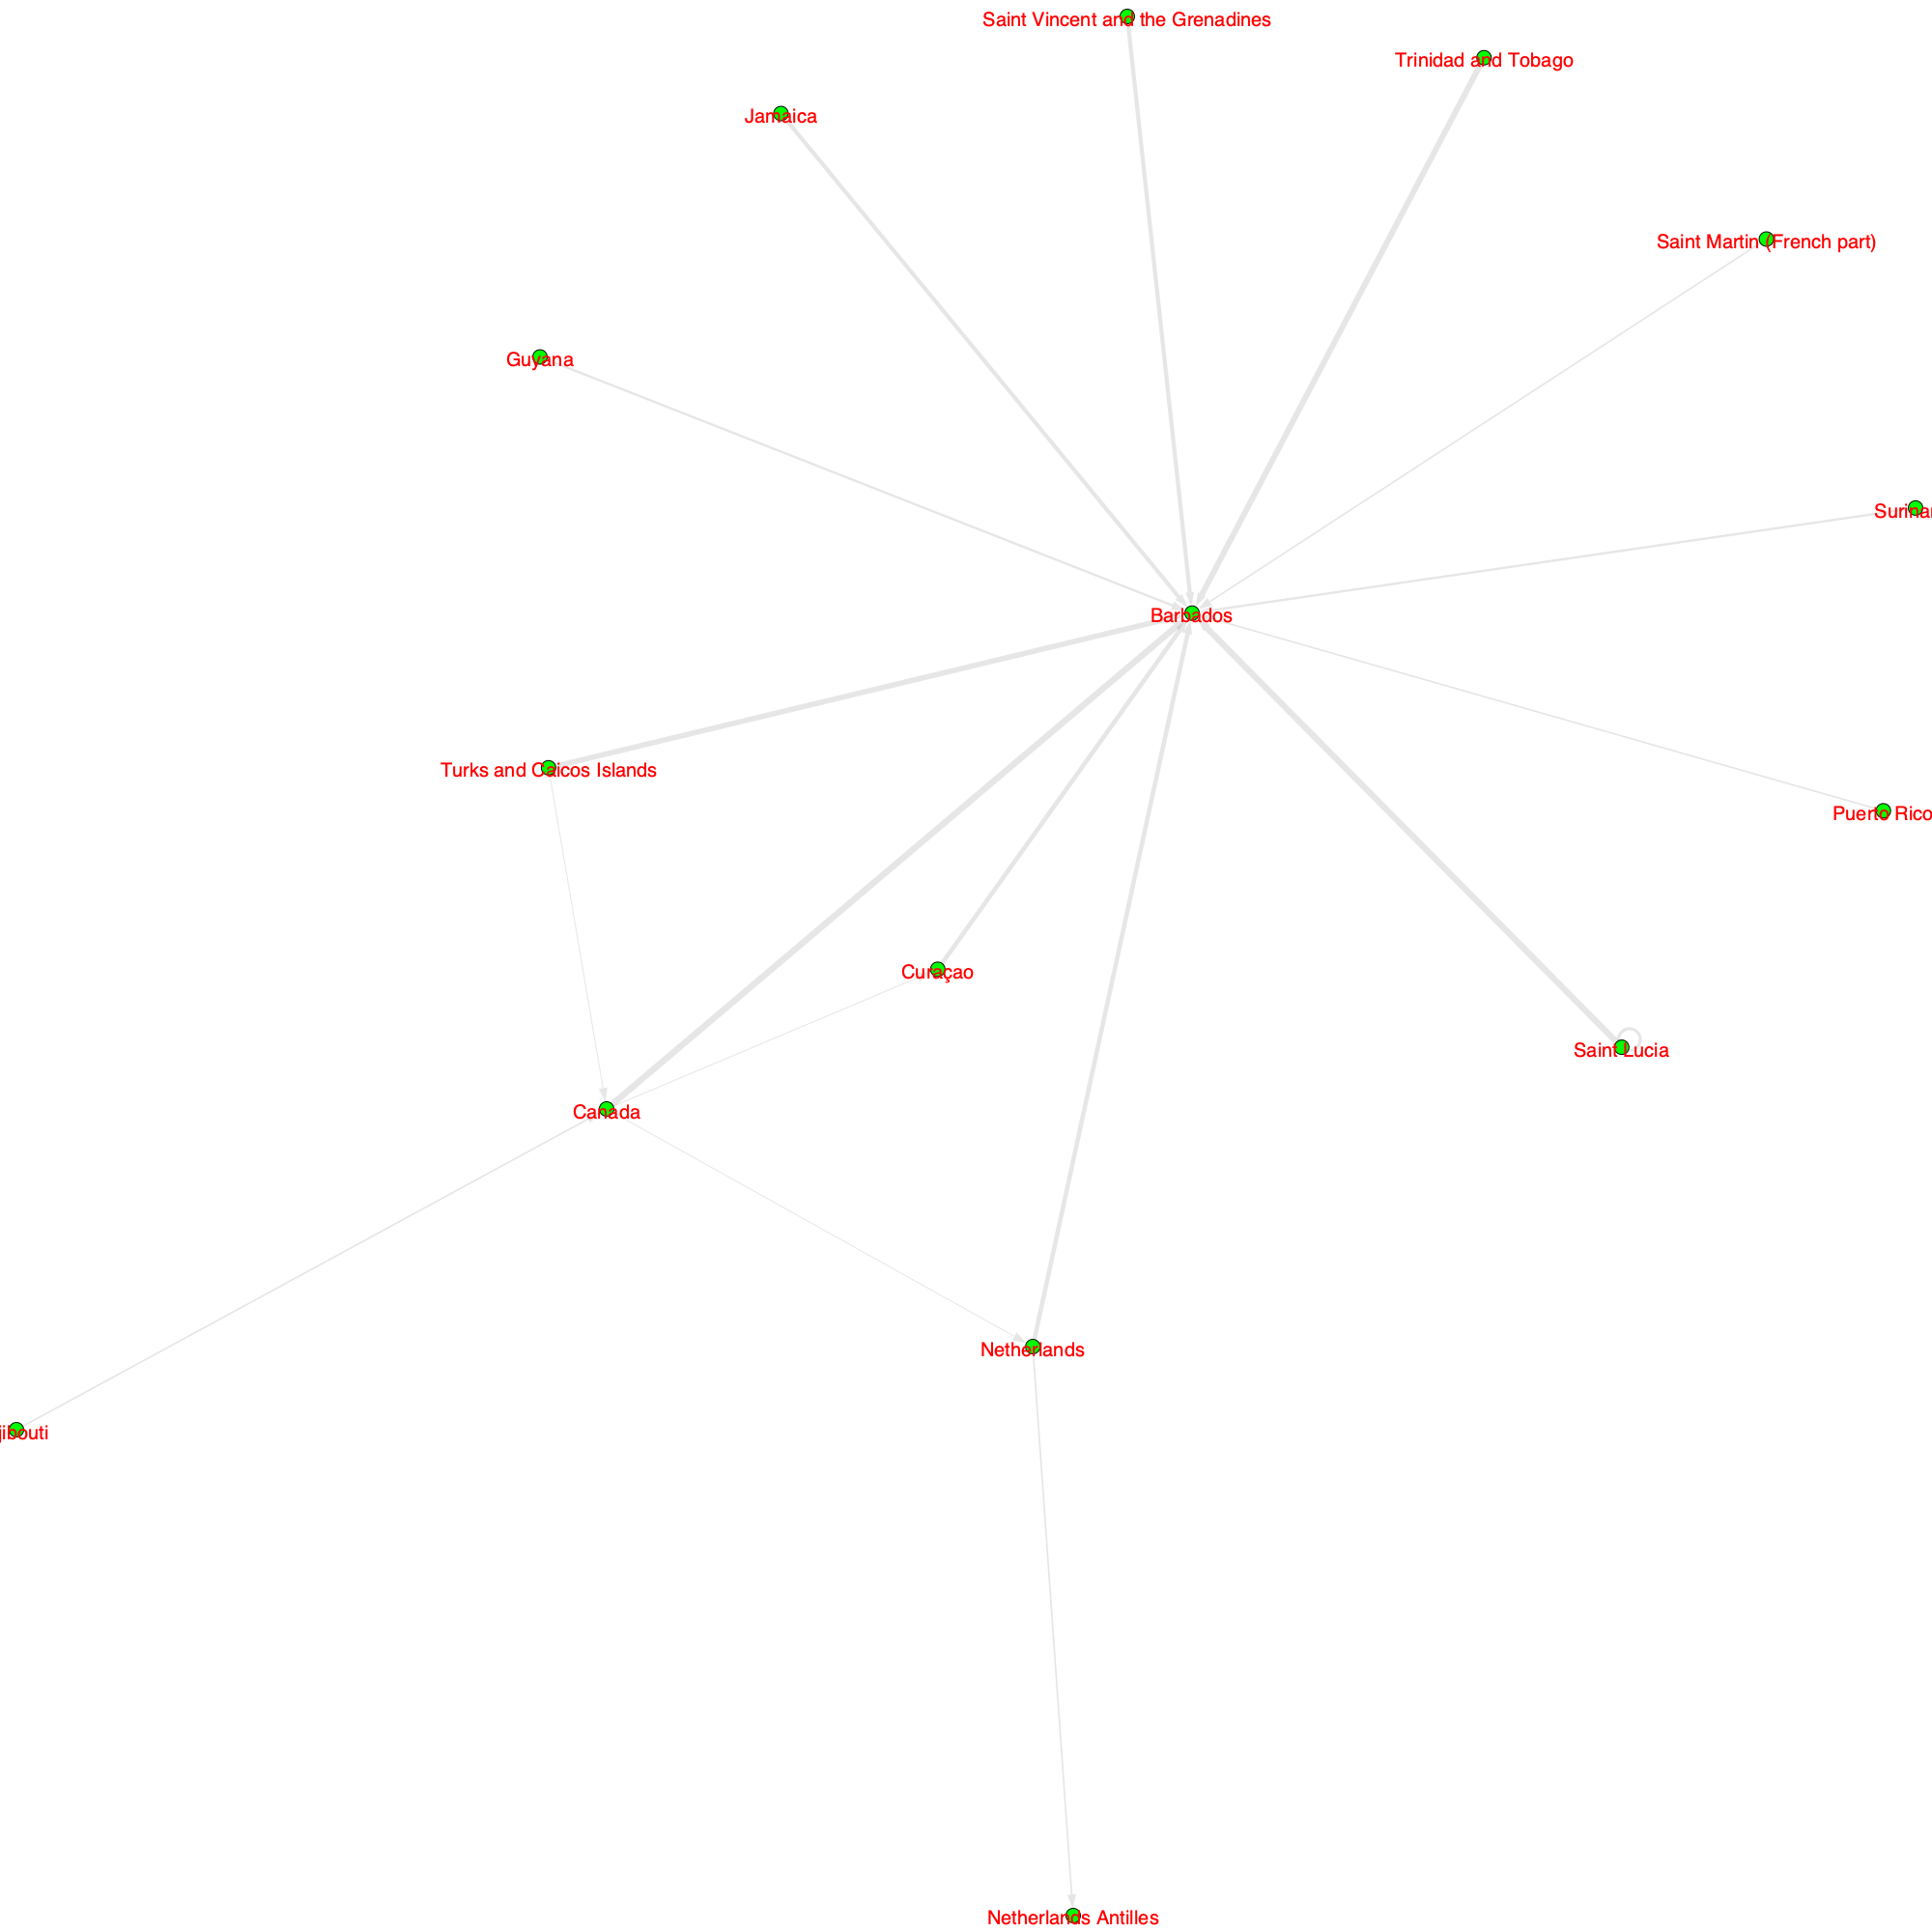 Saint Vincent and the Grenadines
Trinidad and Tobago
Jamaica
Saint Martin (French part)
Guyana
Surinar
Barbados
Turks and Caicos Islands
Puerto Rico
Curaçao
Saint Lucia
Canada
Netherlands
jibouti
Netherlands Antilles